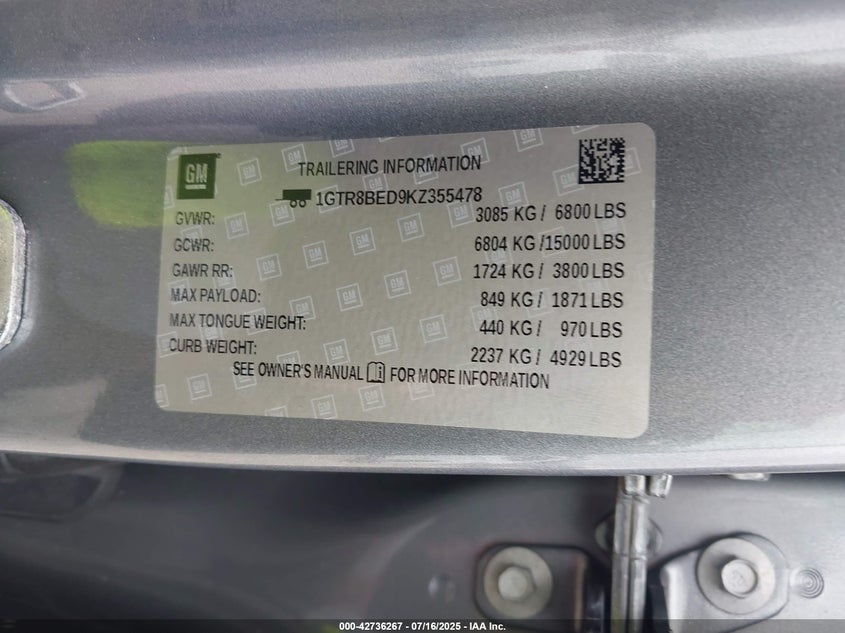 GM
TRAILERING INFORMATION
1GTR8BED9KZ355478
GVWR: 3085 KG / 6800 LBS
GCWR: 6804 KG /15000 LBS
GAWR RR: 1724 KG / 3800 LBS
MAX PAYLOAD: 849 KG / 1871 LBS
MAX TONGUE WEIGHT: 440 KG / 970 LBS
CURB WEIGHT: 2237 KG / 4929 LBS
SEE OWNER'S MANUAL FOR MORE INFORMATION
000-42736267 - 07/16/2025 - IAA Inc.